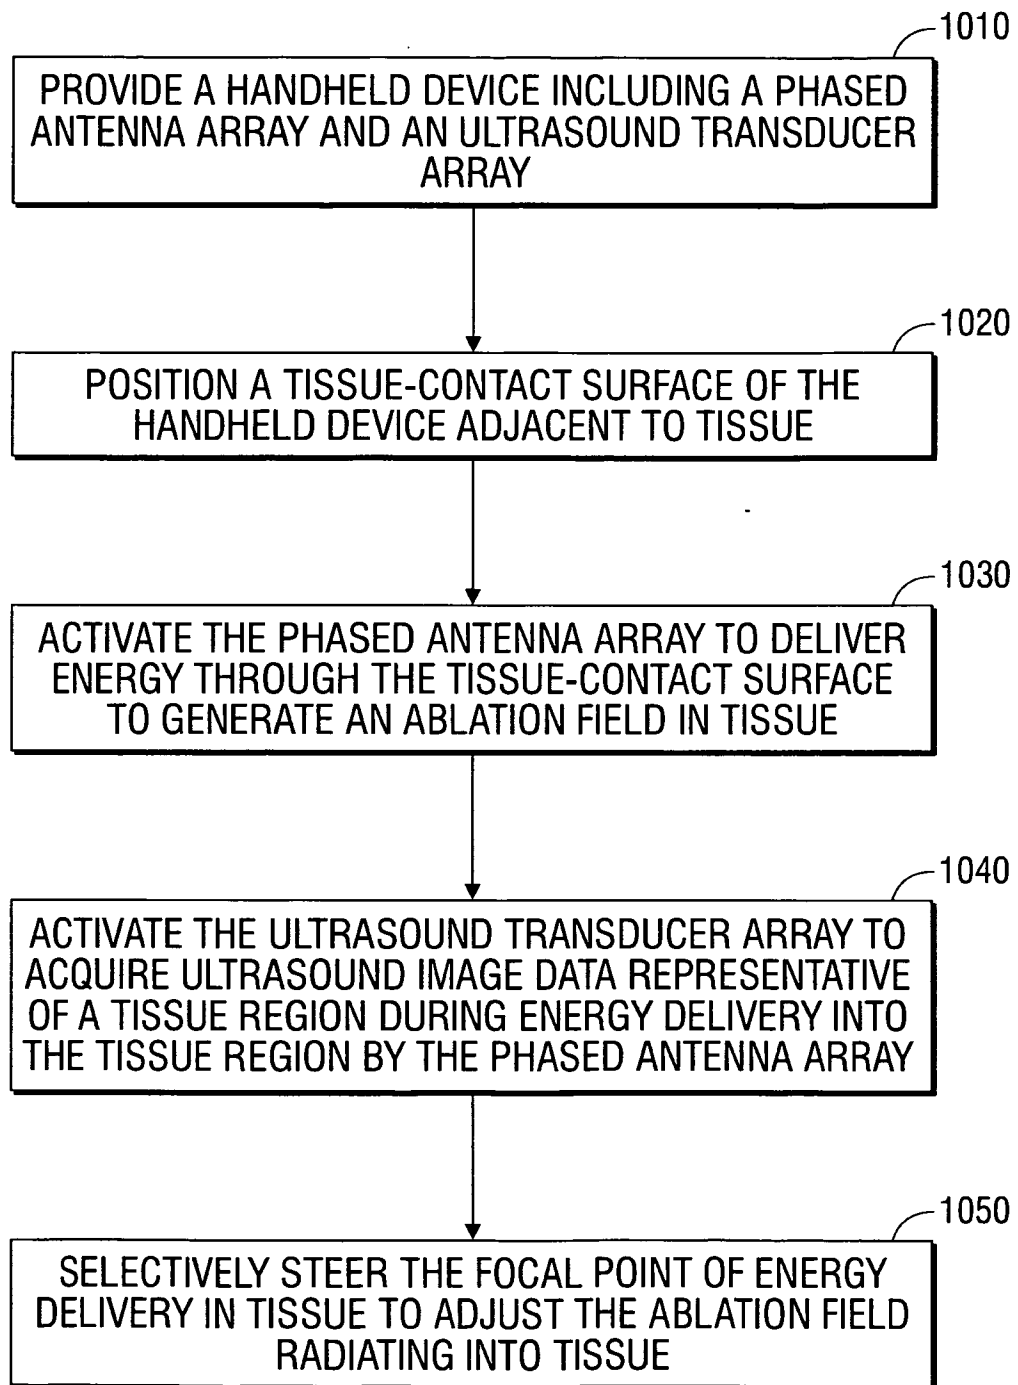 1010
PROVIDE A HANDHELD DEVICE INCLUDING A PHASED
ANTENNA ARRAY AND AN ULTRASOUND TRANSDUCER
ARRAY
1020
POSITION A TISSUE-CONTACT SURFACE OF THE
HANDHELD DEVICE ADJACENT TO TISSUE
1030
ACTIVATE THE PHASED ANTENNA ARRAY TO DELIVER
ENERGY THROUGH THE TISSUE-CONTACT SURFACE
TO GENERATE AN ABLATION FIELD IN TISSUE
1040
ACTIVATE THE ULTRASOUND TRANSDUCER ARRAY TO
ACQUIRE ULTRASOUND IMAGE DATA REPRESENTATIVE
OF A TISSUE REGION DURING ENERGY DELIVERY INTO
THE TISSUE REGION BY THE PHASED ANTENNA ARRAY
1050
SELECTIVELY STEER THE FOCAL POINT OF ENERGY
DELIVERY IN TISSUE TO ADJUST THE ABLATION FIELD
RADIATING INTO TISSUE